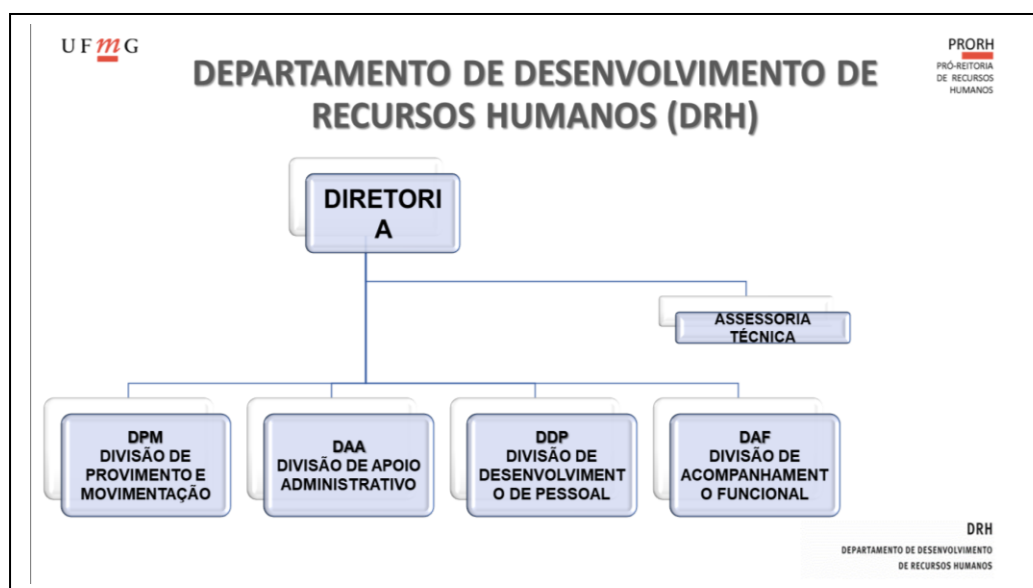 UFmG
PRORH
PRÓ-REITORIA
DE RECURSOS
HUMANOS
DEPARTAMENTO DE DESENVOLVIMENTO DE
RECURSOS HUMANOS (DRH)
DIRETORI
A
ASSESSORIA
TÉCNICA
DPM
DIVISÃO DE
PROVIMENTO E
MOVIMENTAÇÃO
DAA
DIVISÃO DE APOIO
ADMINISTRATIVO
DDP
DIVISÃO DE
DESENVOLVIMENT
O DE PESSOAL
DAF
DIVISÃO DE
ACOMPANHAMENT
O FUNCIONAL
DRH
DEPARTAMENTO DE DESENVOLVIMENTO
DE RECURSOS HUMANOS